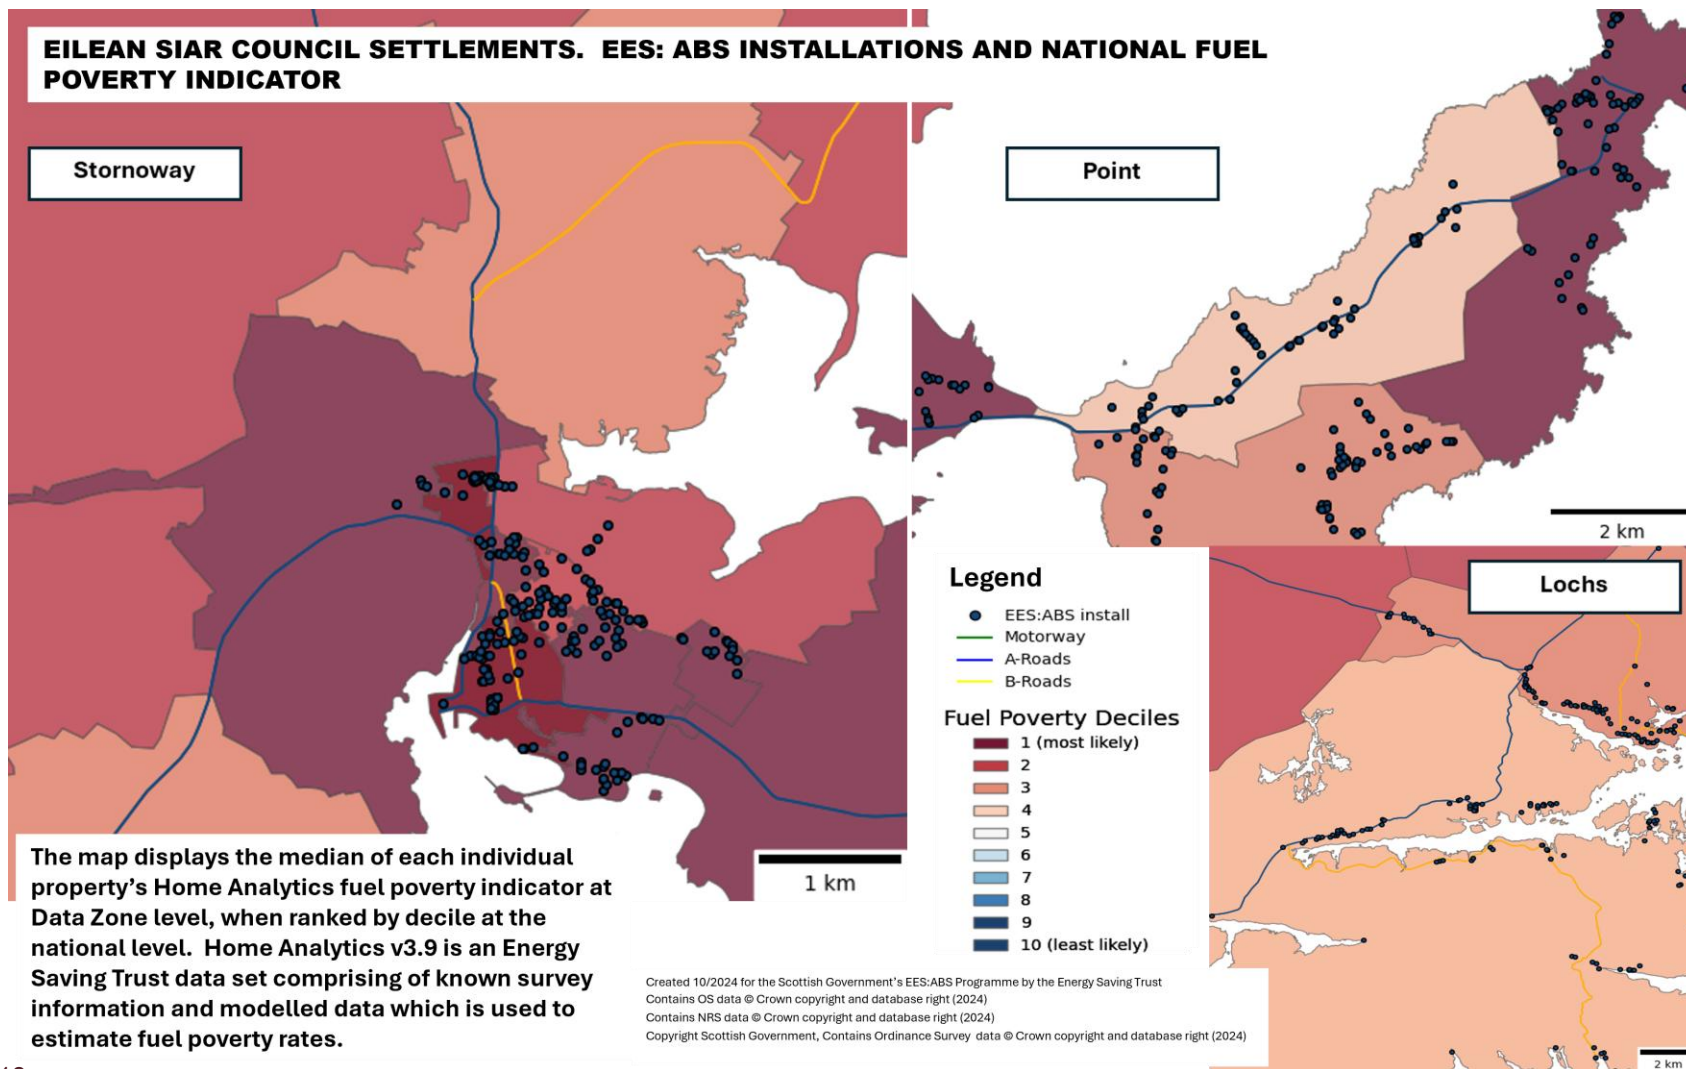 EILEAN SIAR COUNCIL SETTLEMENTS.  EES: ABS INSTALLATIONS AND NATIONAL FUEL
POVERTY INDICATOR
Stornoway
Point
2 km
Lochs
Legend
EES:ABS install
Motorway
A-Roads
B-Roads
Fuel Poverty Deciles
1 (most likely)
2
3
4
5
6
7
8
9
10 (least likely)
1 km
2 km
The map displays the median of each individual
property's Home Analytics fuel poverty indicator at
Data Zone level, when ranked by decile at the
national level.  Home Analytics v3.9 is an Energy
Saving Trust data set comprising of known survey
information and modelled data which is used to
estimate fuel poverty rates.
Created 10/2024 for the Scottish Government's EES:ABS Programme by the Energy Saving Trust
Contains OS data © Crown copyright and database right (2024)
Contains NRS data © Crown copyright and database right (2024)
Copyright Scottish Government, Contains Ordinance Survey  data © Crown copyright and database right (2024)